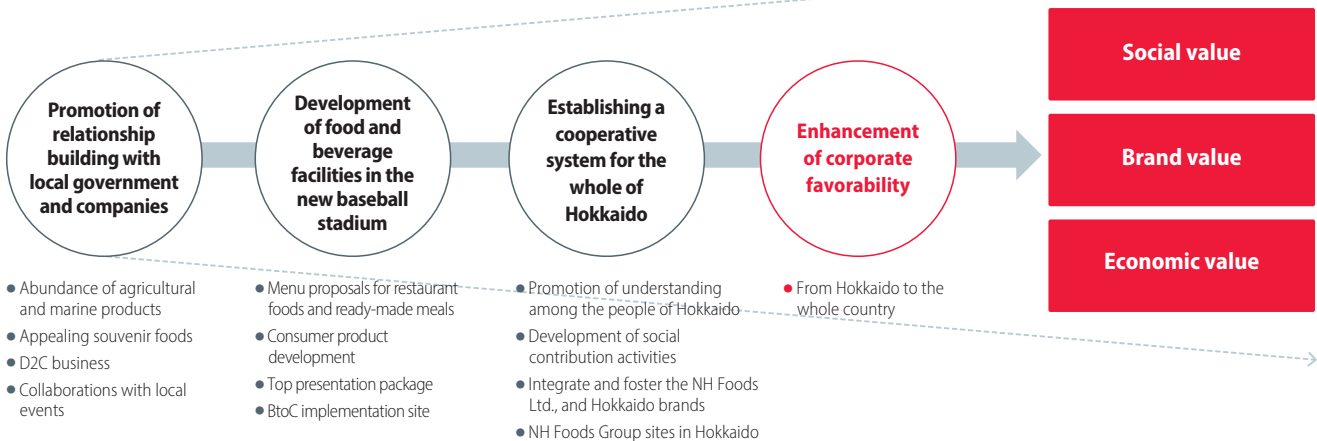 Promotion of
relationship
building with
local government
and companies
Development
of food and
beverage
facilities in the
new baseball
stadium
Establishing a
cooperative
system for the
whole of
Hokkaido
Enhancement
of corporate
favorability
Social value
Brand value
Economic value
● Abundance of agricultural
and marine products
● Appealing souvenir foods
● D2C business
● Collaborations with local
events
● Menu proposals for restaurant
foods and ready-made meals
● Consumer product
development
● Top presentation package
● BtoC implementation site
● Promotion of understanding
among the people of Hokkaido
● Development of social
contribution activities
● Integrate and foster the NH Foods
Ltd., and Hokkaido brands
● NH Foods Group sites in Hokkaido
● From Hokkaido to the
whole country